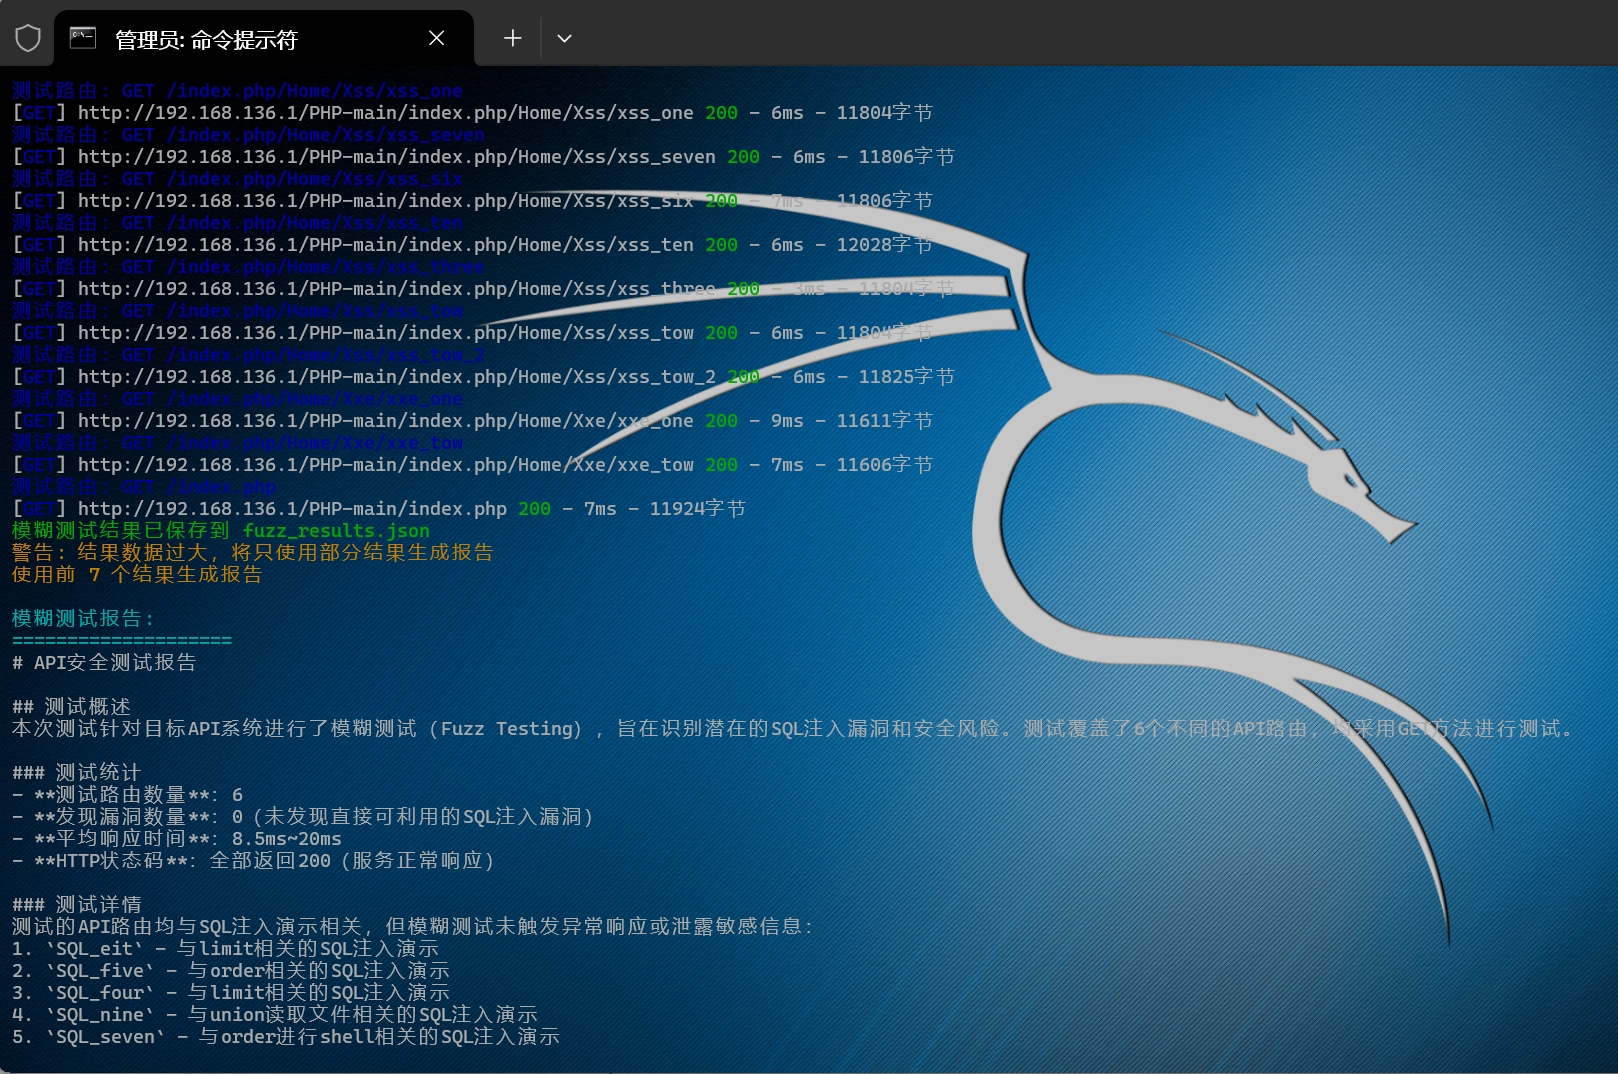 管理员: 命令提示符
测试路由: GET /index.php/Home/Xss/xss_one
[GET] http://192.168.136.1/PHP-main/index.php/Home/Xss/xss_one 200 - 6ms - 11804字节
测试路由: GET /index.php/Home/Xss/xss_seven
[GET] http://192.168.136.1/PHP-main/index.php/Home/Xss/xss_seven 200 - 6ms - 11806字节
测试路由: GET /index.php/Home/Xss/xss_six
[GET] http://192.168.136.1/PHP-main/index.php/Home/Xss/xss_six 200 - 7ms - 11806字节
测试路由: GET /index.php/Home/Xss/xss_ten
[GET] http://192.168.136.1/PHP-main/index.php/Home/Xss/xss_ten 200 - 6ms - 12028字节
测试路由: GET /index.php/Home/Xss/xss_three
[GET] http://192.168.136.1/PHP-main/index.php/Home/Xss/xss_three 200 - 3ms - 11804字节
测试路由: GET /index.php/Home/Xss/xss_tow
[GET] http://192.168.136.1/PHP-main/index.php/Home/Xss/xss_tow 200 - 6ms - 11804字节
测试路由: GET /index.php/Home/Xss/xss_tow_2
[GET] http://192.168.136.1/PHP-main/index.php/Home/Xss/xss_tow_2 200 - 6ms - 11825字节
测试路由: GET /index.php/Home/Xxe/xxe_one
[GET] http://192.168.136.1/PHP-main/index.php/Home/Xxe/xxe_one 200 - 9ms - 11611字节
测试路由: GET /index.php/Home/Xxe/xxe_tow
[GET] http://192.168.136.1/PHP-main/index.php/Home/Xxe/xxe_tow 200 - 7ms - 11606字节
测试路由: GET /index.php
[GET] http://192.168.136.1/PHP-main/index.php 200 - 7ms - 11924字节
模糊测试结果已保存到 fuzz_results.json
警告: 结果数据过大, 将只使用部分结果生成报告
使用前 7 个结果生成报告
模糊测试报告:
====================
# API安全测试报告
## 测试概述
本次测试针对目标API系统进行了模糊测试（Fuzz Testing），旨在识别潜在的SQL注入漏洞和安全风险。测试覆盖了6个不同的API路由，均采用GET方法进行测试。
### 测试统计
- **测试路由数量**: 6
- **发现漏洞数量**: 0（未发现直接可利用的SQL注入漏洞）
- **平均响应时间**: 8.5ms~20ms
- **HTTP状态码**: 全部返回200（服务正常响应）
### 测试详情
测试的API路由均与SQL注入演示相关，但模糊测试未触发异常响应或泄露敏感信息:
1. `SQL_eit` - 与limit相关的SQL注入演示
2. `SQL_five` - 与order相关的SQL注入演示
3. `SQL_four` - 与limit相关的SQL注入演示
4. `SQL_nine` - 与union读取文件相关的SQL注入演示
5. `SQL_seven` - 与order进行shell相关的SQL注入演示